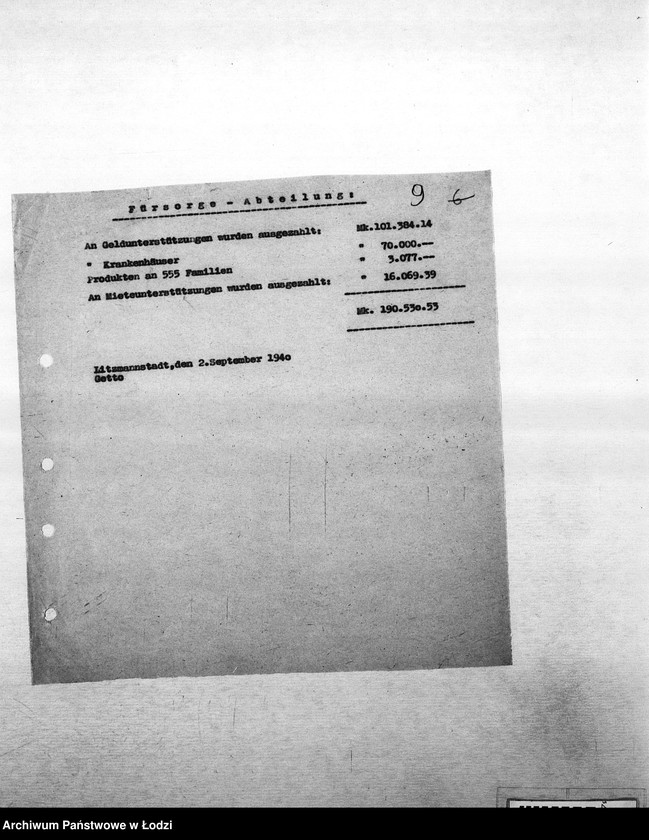 9 6
Fürsorge - Abteilung:
An Geldunterstützungen wurden ausgezahlt: Mk.101.384.14
" Krankenhäuser " 70.000.--
Produkten an 555 Familien " 3.077.--
An Mieteunterstützungen wurden ausgezahlt: " 16.069.39
Mk. 190.530.53
Litzmannstadt,den 2.September 1940
Getto
Archiwum Państwowe w Łodzi